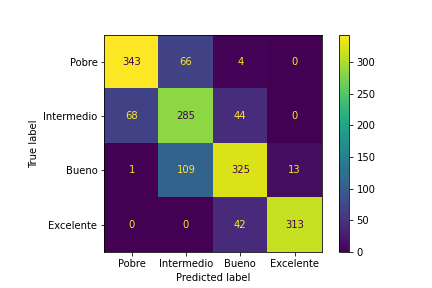 Pobre 343 66 4 0
Intermedio 68 285 44 0
Bueno 1 109 325 13
Excelente 0 0 42 313
Pobre Intermedio Bueno Excelente
Predicted label
True label
300
250
200
150
100
50
0